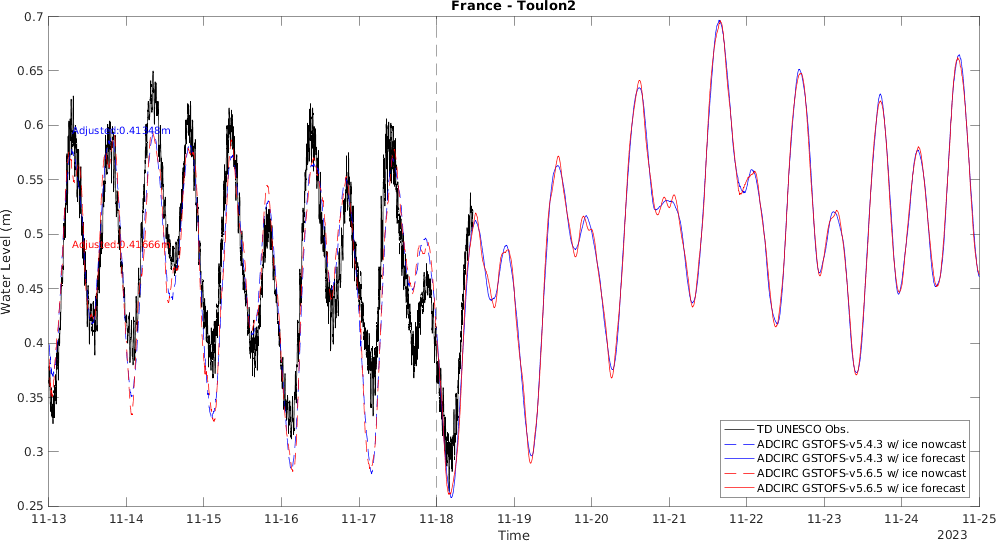 France - Toulon2
0.7
0.65
0.6
0.55
0.5
0.45
0.4
0.35
0.3
0.25
Water Level (m)
Adjusted:0.41348m
Adjusted:0.41666m
TD UNESCO Obs.
ADCIRC GSTOFS-v5.4.3 w/ ice nowcast
ADCIRC GSTOFS-v5.4.3 w/ ice forecast
ADCIRC GSTOFS-v5.6.5 w/ ice nowcast
ADCIRC GSTOFS-v5.6.5 w/ ice forecast
11-13 11-14 11-15 11-16 11-17 11-18 11-19 11-20 11-21 11-22 11-23 11-24 11-25
Time
2023